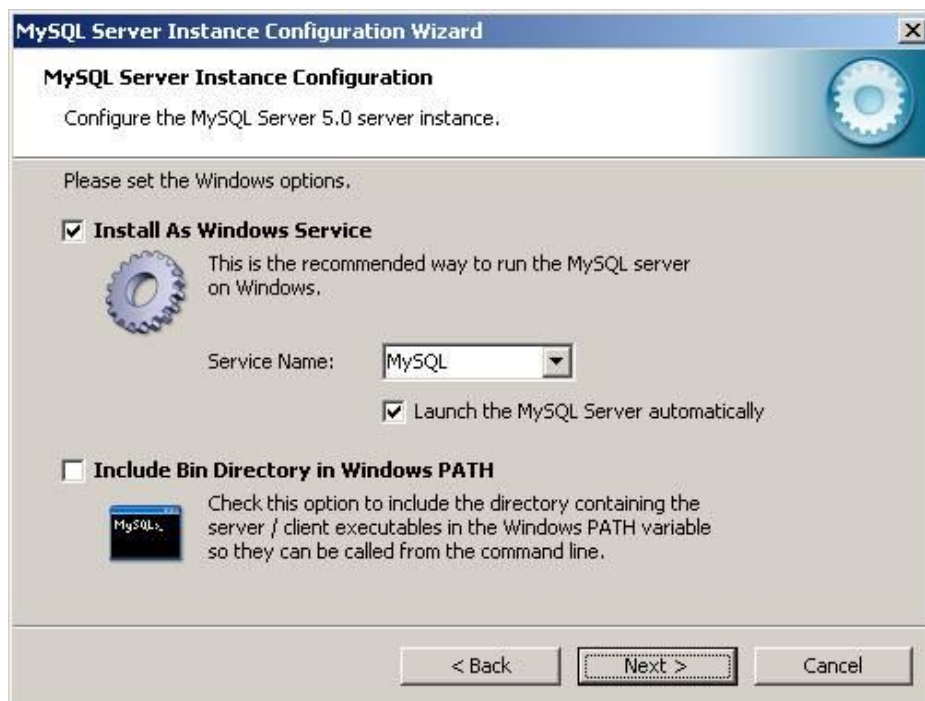 MySQL Server Instance Configuration Wizard
MySQL Server Instance Configuration
Configure the MySQL Server 5.0 server instance.
Please set the Windows options.
Install As Windows Service
This is the recommended way to run the MySQL server
on Windows.
Service Name: MySQL
Launch the MySQL Server automatically
Include Bin Directory in Windows PATH
Check this option to include the directory containing the
server / client executables in the Windows PATH variable
so they can be called from the command line.
MySQL>_
< Back Next > Cancel